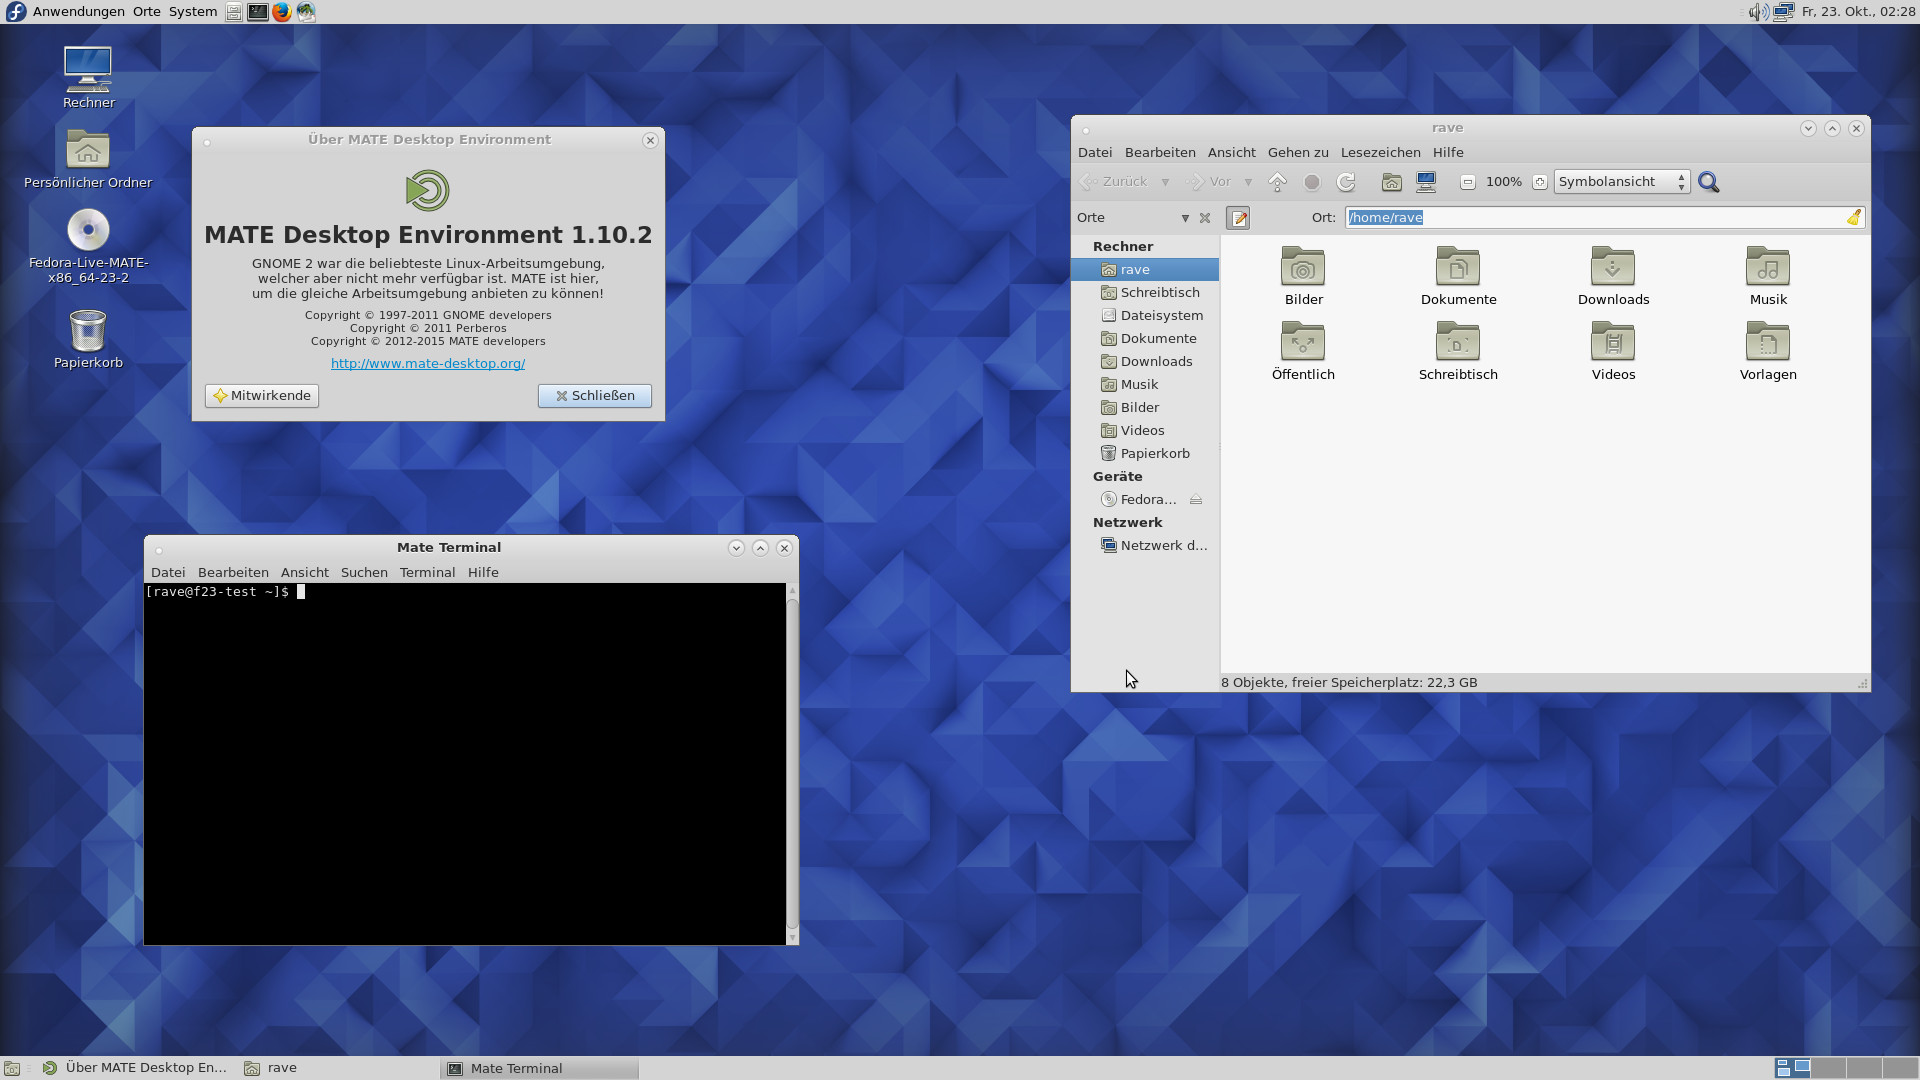 Anwendungen Orte System
Fr, 23. Okt., 02:28
Rechner
Persönlicher Ordner
Fedora-Live-MATE-
x86_64-23-2
Papierkorb
Über MATE Desktop Environment
MATE Desktop Environment 1.10.2
GNOME 2 war die beliebteste Linux-Arbeitsumgebung,
welcher aber nicht mehr verfügbar ist. MATE ist hier,
um die gleiche Arbeitsumgebung anbieten zu können!
Copyright © 1997-2011 GNOME developers
Copyright © 2011 Perberos
Copyright © 2012-2015 MATE developers
http://www.mate-desktop.org/
Mitwirkende
Schließen
rave
Datei Bearbeiten Ansicht Gehen zu Lesezeichen Hilfe
Zurück Vor 100% Symbolansicht
Orte
Ort: /home/rave
Rechner
rave
Schreibtisch
Dateisystem
Dokumente
Downloads
Musik
Bilder
Videos
Papierkorb
Geräte
Fedora...
Netzwerk
Netzwerk d...
Bilder Dokumente Downloads Musik
Öffentlich Schreibtisch Videos Vorlagen
8 Objekte, freier Speicherplatz: 22,3 GB
Mate Terminal
Datei Bearbeiten Ansicht Suchen Terminal Hilfe
[rave@f23-test ~]$
Über MATE Desktop En...
rave
Mate Terminal